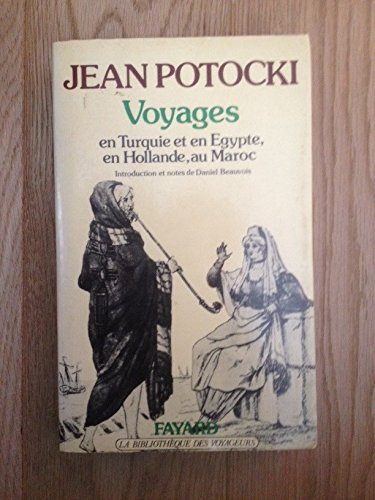 JEAN POTOCKI
Voyages
en Turquie et en Egypte,
en Hollande, au Maroc
Introduction et notes de Daniel Beauvois
FAYARD
LA BIBLIOTHÈQUE DES VOYAGEURS